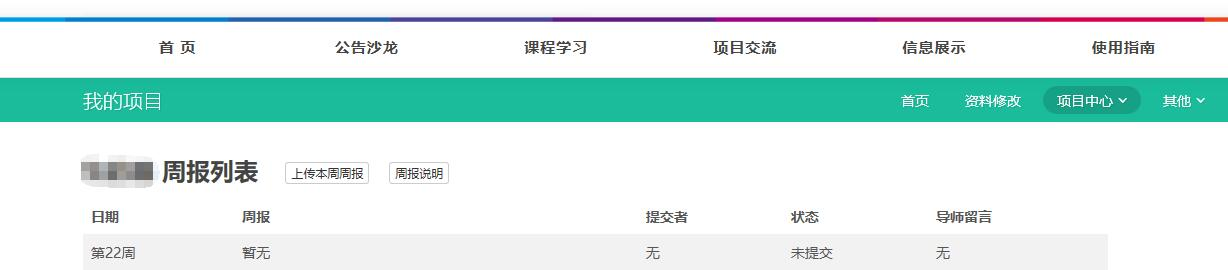 首 页 公告沙龙 课程学习 项目交流 信息展示 使用指南
我的项目 首页 资料修改 项目中心 其他
周报列表 上传本周周报 周报说明
日期 周报 提交者 状态 导师留言
第22周 暂无 无 未提交 无